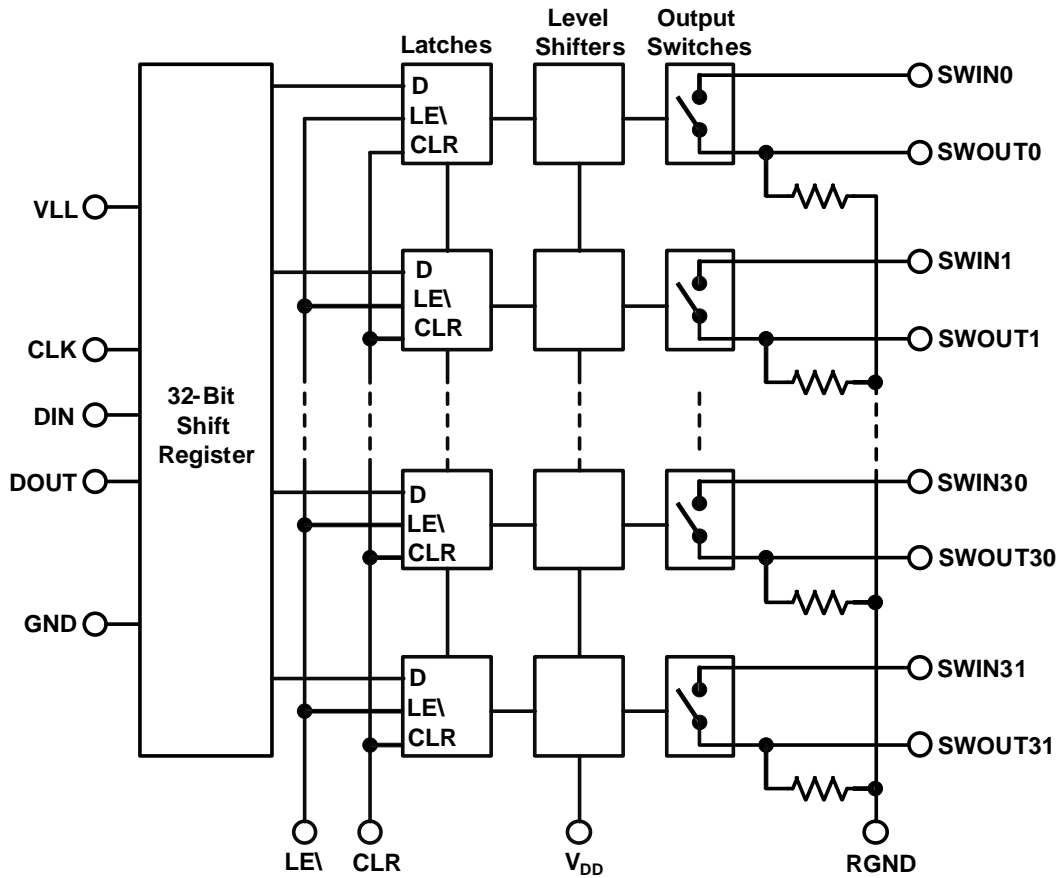 Latches
Level
Shifters
Output
Switches
D
LE\
CLR
SWIN0
SWOUT0
VLL
D
LE\
CLR
SWIN1
SWOUT1
CLK
DIN
DOUT
32-Bit
Shift
Register
D
LE\
CLR
SWIN30
SWOUT30
GND
D
LE\
CLR
SWIN31
SWOUT31
LE\
CLR
VDD
RGND